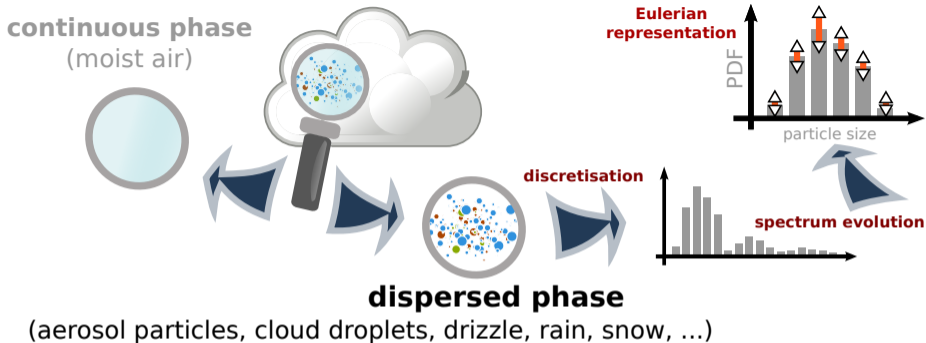 continuous phase
(moist air)
Eulerian
representation
PDF
particle size
discretisation
spectrum evolution
dispersed phase
(aerosol particles, cloud droplets, drizzle, rain, snow, ...)